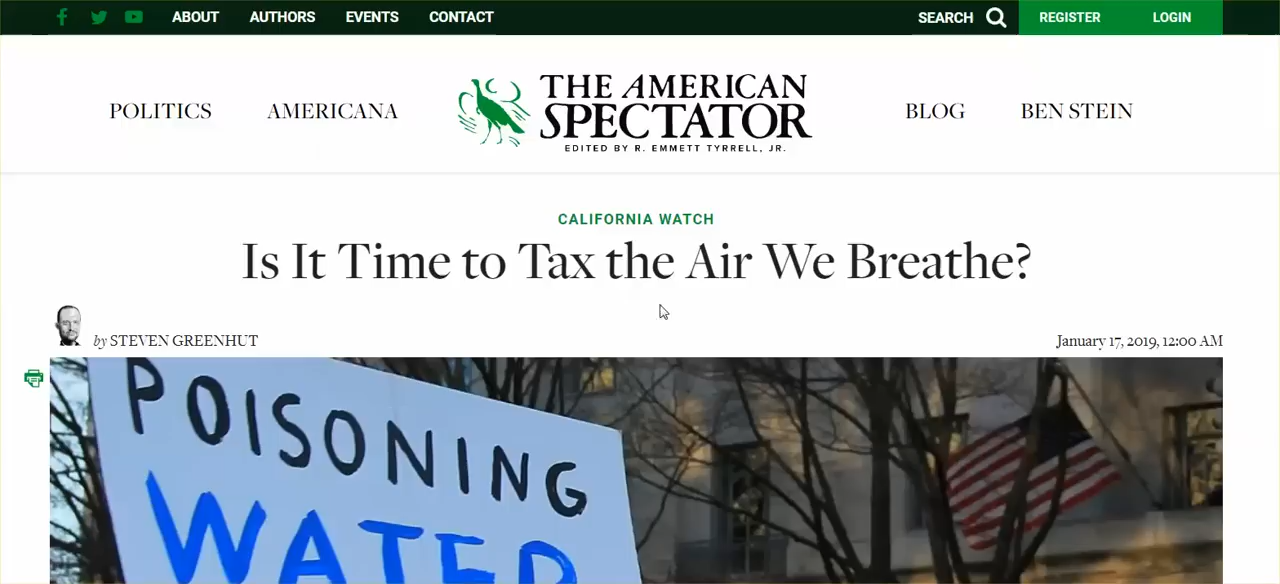 ABOUT AUTHORS EVENTS CONTACT SEARCH REGISTER LOGIN
POLITICS AMERICANA
THE AMERICAN
SPECTATOR
EDITED BY R. EMMETT TYRRELL, JR.
BLOG BEN STEIN
CALIFORNIA WATCH
Is It Time to Tax the Air We Breathe?
by STEVEN GREENHUT
January 17, 2019, 12:00 AM
POISONING
WATER